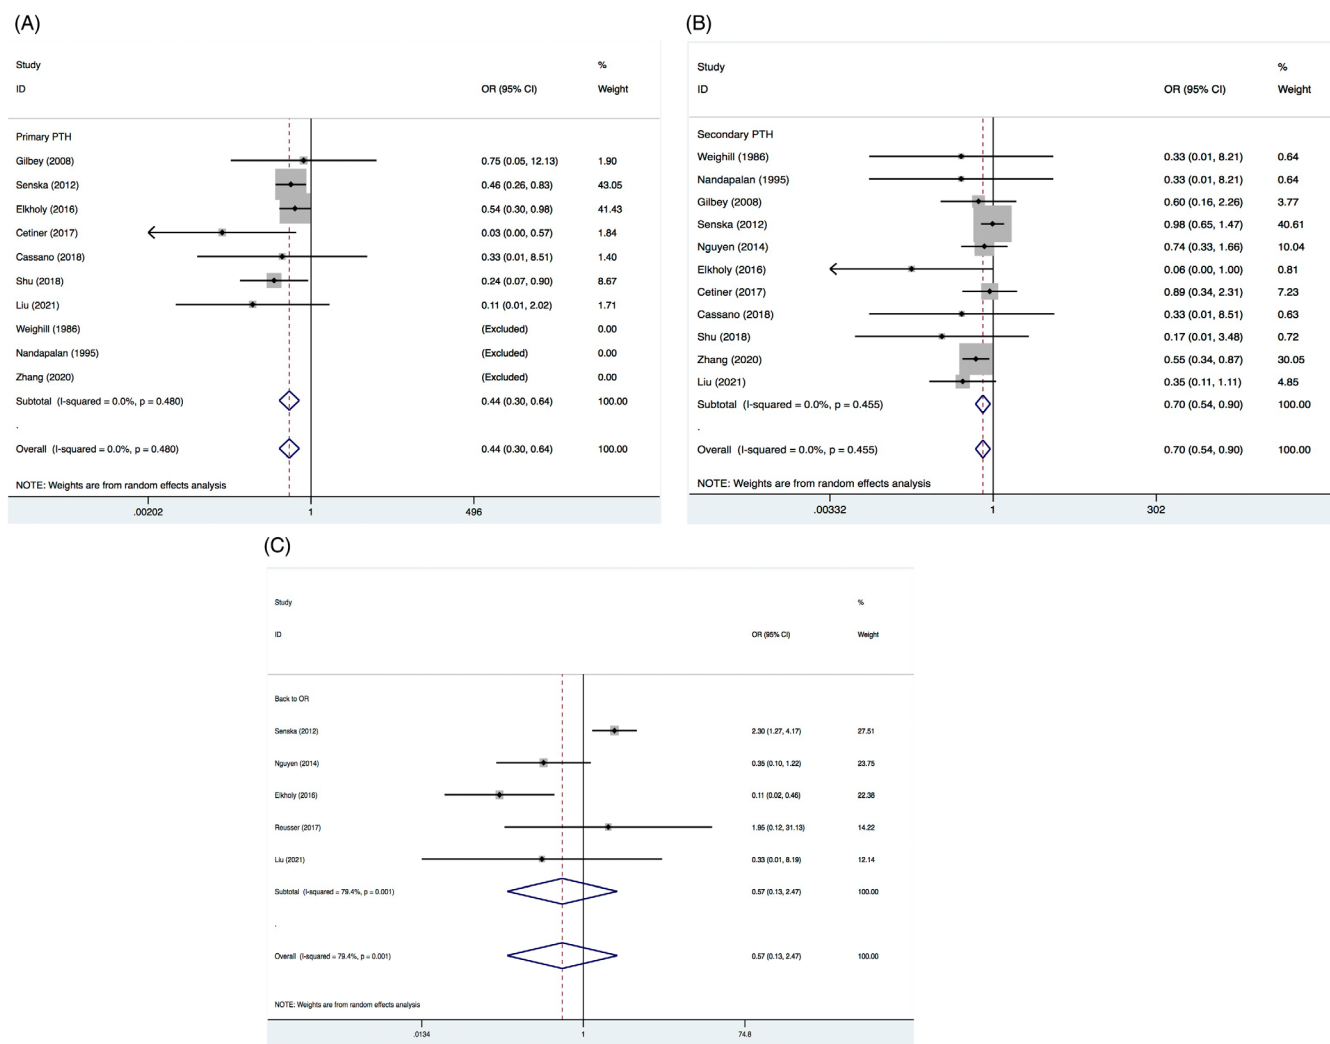 (A)
Study %
ID OR (95% CI) Weight
Primary PTH
Gilbey (2008) 0.75 (0.05, 12.13) 1.90
Senska (2012) 0.46 (0.26, 0.83) 43.05
Elkholy (2016) 0.54 (0.30, 0.98) 41.43
Cetiner (2017) 0.03 (0.00, 0.57) 1.84
Cassano (2018) 0.33 (0.01, 8.51) 1.40
Shu (2018) 0.24 (0.07, 0.90) 8.67
Liu (2021) 0.11 (0.01, 2.02) 1.71
Weighill (1986) (Excluded) 0.00
Nandapalan (1995) (Excluded) 0.00
Zhang (2020) (Excluded) 0.00
Subtotal (I-squared = 0.0%, p = 0.480) 0.44 (0.30, 0.64) 100.00
.
Overall (I-squared = 0.0%, p = 0.480) 0.44 (0.30, 0.64) 100.00
NOTE: Weights are from random effects analysis
.00202 1 496
(B)
Study %
ID OR (95% CI) Weight
Secondary PTH
Weighill (1986) 0.33 (0.01, 8.21) 0.64
Nandapalan (1995) 0.33 (0.01, 8.21) 0.64
Gilbey (2008) 0.60 (0.16, 2.26) 3.77
Senska (2012) 0.98 (0.65, 1.47) 40.61
Nguyen (2014) 0.74 (0.33, 1.66) 10.04
Elkholy (2016) 0.06 (0.00, 1.00) 0.81
Cetiner (2017) 0.89 (0.34, 2.31) 7.23
Cassano (2018) 0.33 (0.01, 8.51) 0.63
Shu (2018) 0.17 (0.01, 3.48) 0.72
Zhang (2020) 0.55 (0.34, 0.87) 30.05
Liu (2021) 0.35 (0.11, 1.11) 4.85
Subtotal (I-squared = 0.0%, p = 0.455) 0.70 (0.54, 0.90) 100.00
.
Overall (I-squared = 0.0%, p = 0.455) 0.70 (0.54, 0.90) 100.00
NOTE: Weights are from random effects analysis
.00332 1 302
(C)
Study %
ID OR (95% CI) Weight
Back to OR
Senska (2012) 2.30 (1.27, 4.17) 27.51
Nguyen (2014) 0.35 (0.10, 1.22) 23.75
Elkholy (2016) 0.11 (0.02, 0.46) 22.38
Reusser (2017) 1.95 (0.12, 31.13) 14.22
Liu (2021) 0.33 (0.01, 8.19) 12.14
Subtotal (I-squared = 79.4%, p = 0.001) 0.57 (0.13, 2.47) 100.00
.
Overall (I-squared = 79.4%, p = 0.001) 0.57 (0.13, 2.47) 100.00
NOTE: Weights are from random effects analysis
.0134 1 74.8